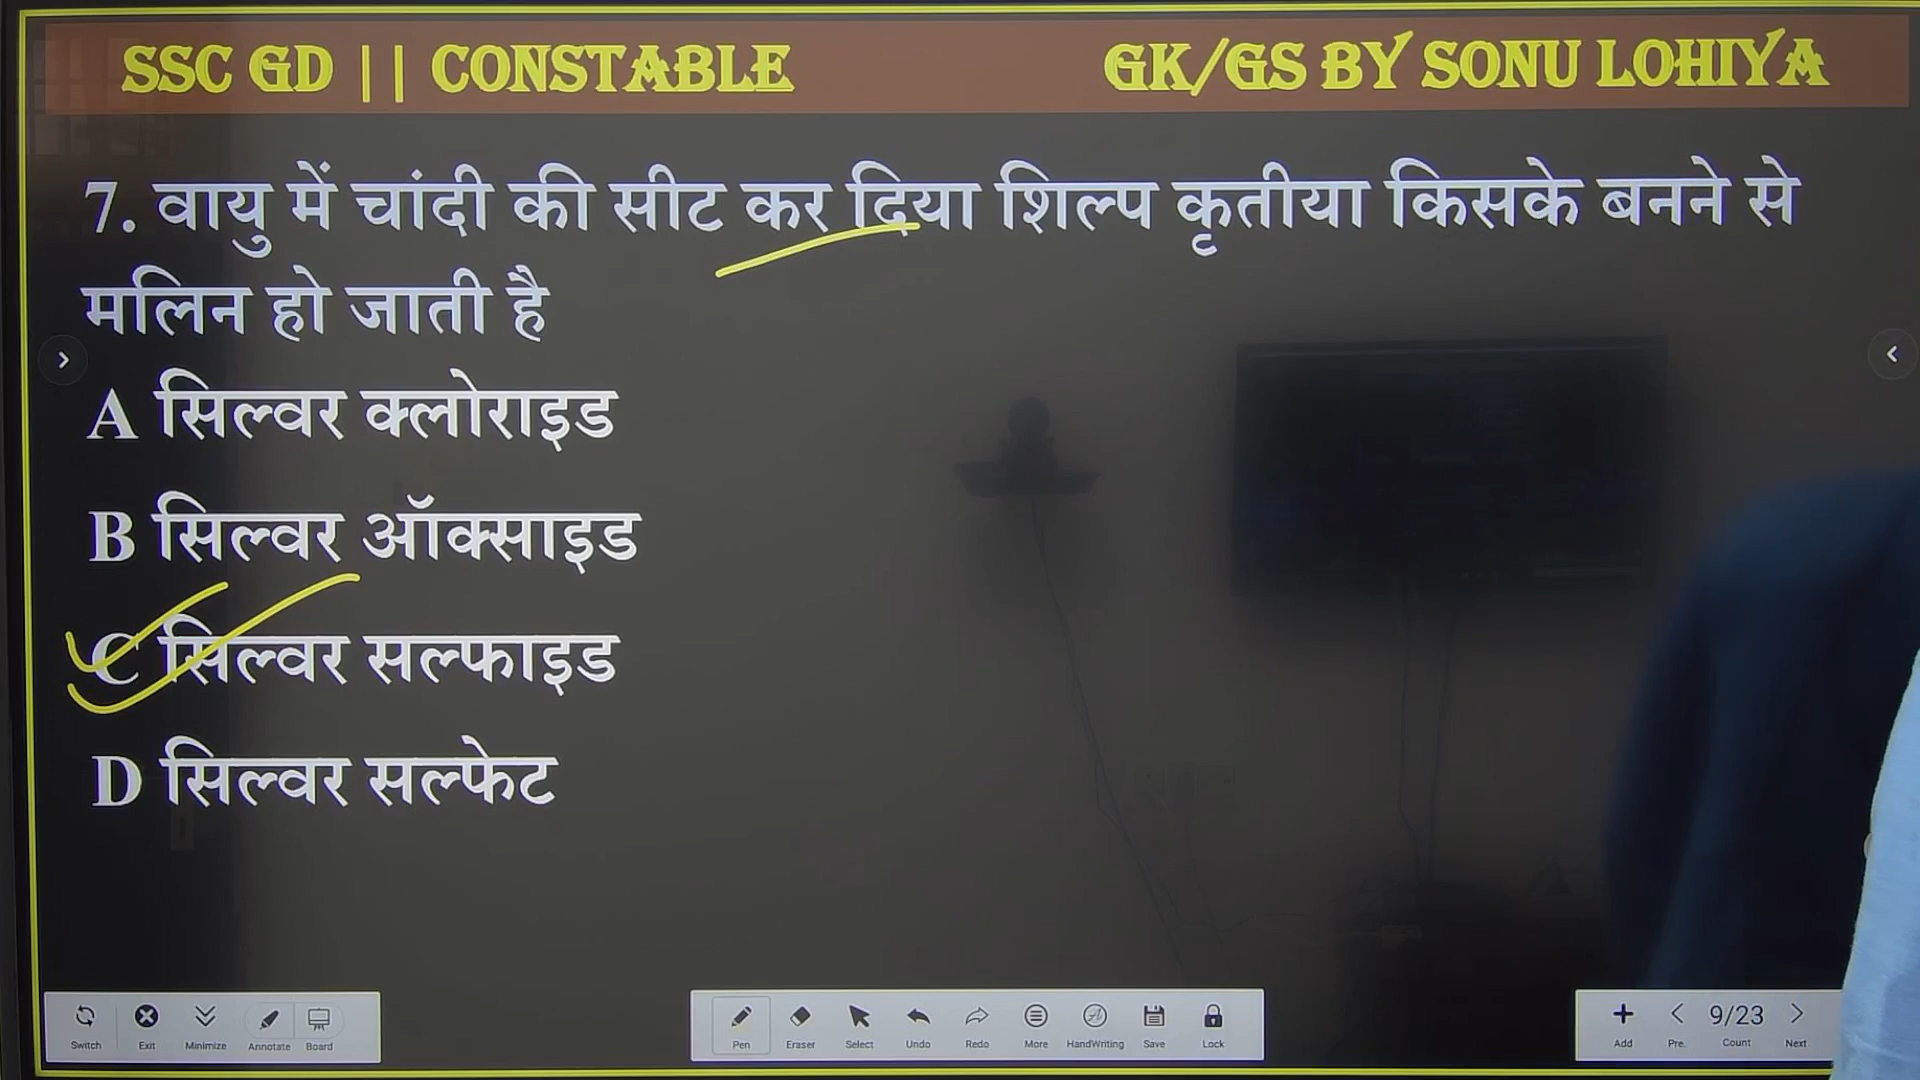 SSC GD || CONSTABLE
GK/GS BY SONU LOHIYA
7. वायु में चांदी की सीट कर दिया शिल्प कृतीया किसके बनने से
मलिन हो जाती है
A सिल्वर क्लोराइड
B सिल्वर ऑक्साइड
C सिल्वर सल्फाइड
D सिल्वर सल्फेट
Switch Exit Minimize Annotate Board
Pen Eraser Select Undo Redo More HandWriting Save Lock
9/23
Add Pre. Count Next